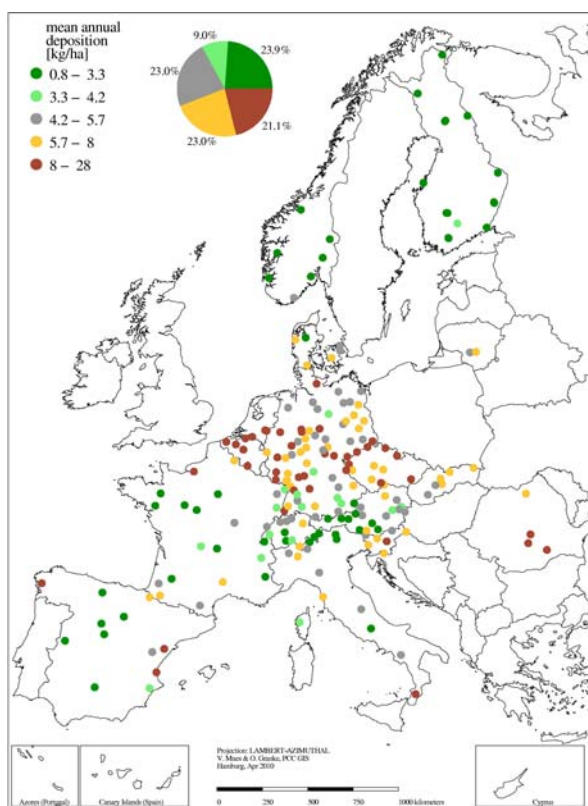 mean annual
deposition
[kg/ha]
0.8 – 3.3
3.3 – 4.2
4.2 – 5.7
5.7 – 8
8 – 28
9.0%
23.9%
23.0%
23.0%
21.1%
Projection: LAMBERT-AZIMUTHAL
V. Mues & O. Granke, PCC GIS
Hamburg, Apr 2010
0 250 500 750 1000 kilometers
Azores (Portugal)
Canary Islands (Spain)
Cyprus